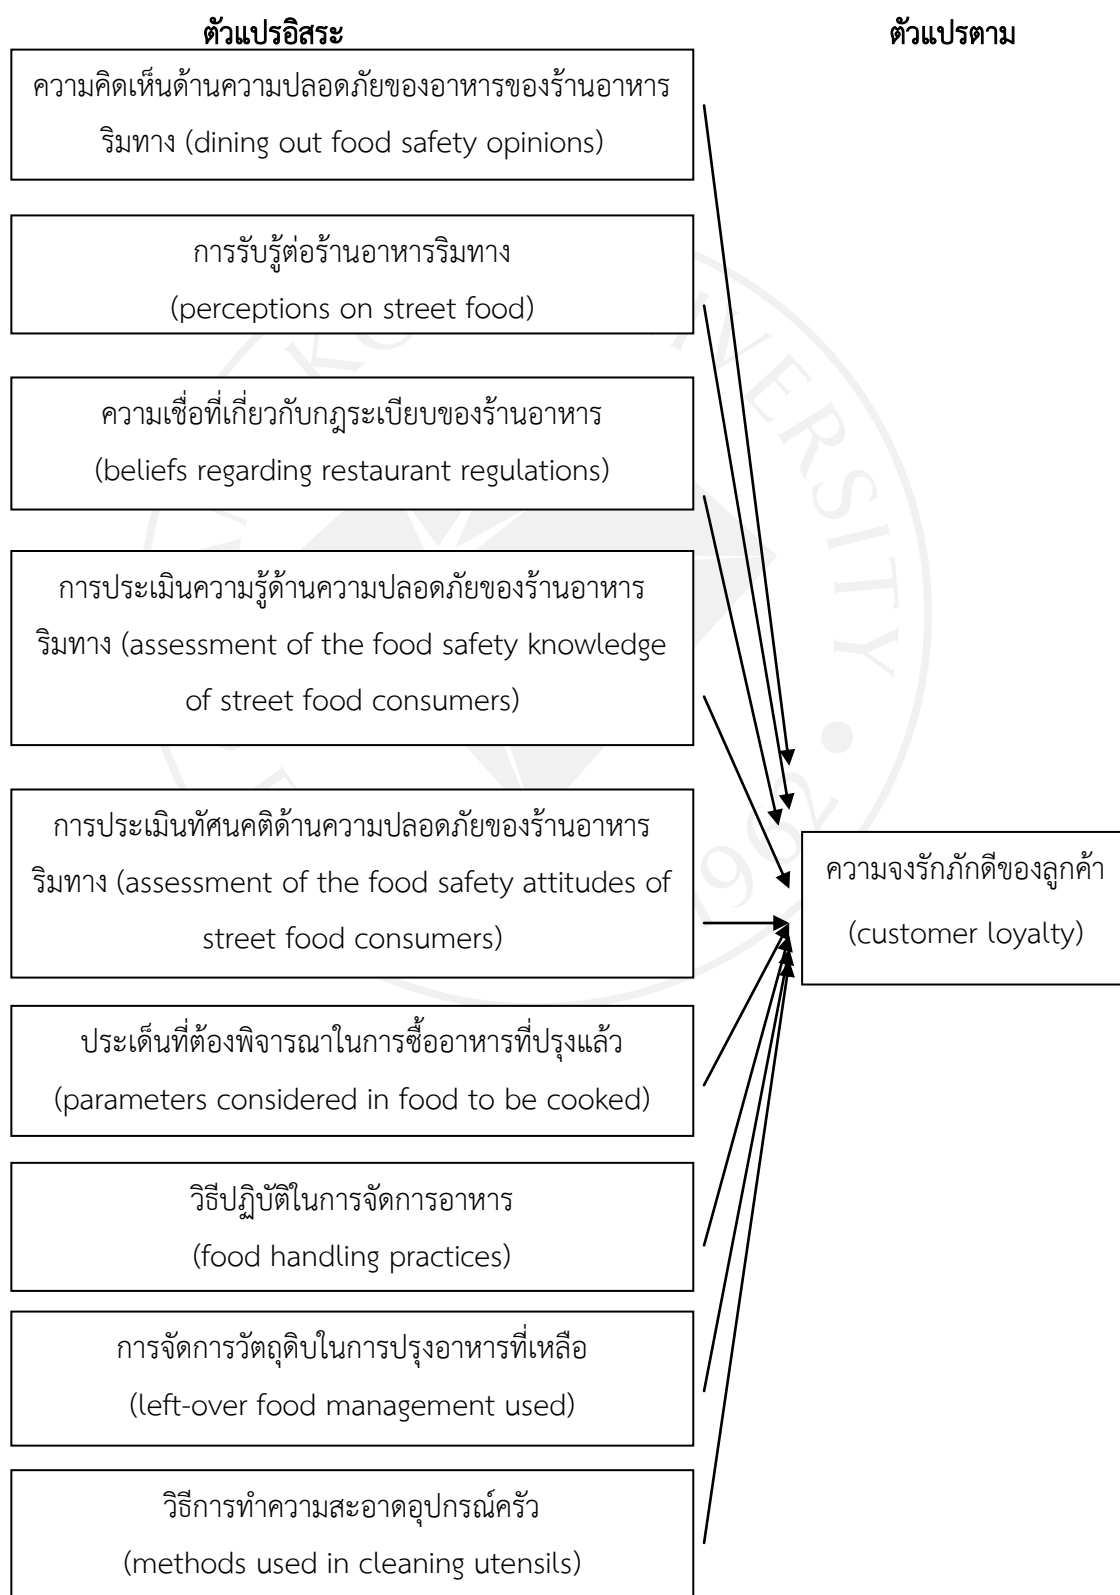 ตัวแปรอิสระ
ตัวแปรตาม
ความคิดเห็นด้านความปลอดภัยของอาหารของร้านอาหาร
ริมทาง (dining out food safety opinions)
การรับรู้ต่อร้านอาหารริมทาง
(perceptions on street food)
ความเชื่อที่เกี่ยวกับกฎระเบียบของร้านอาหาร
(beliefs regarding restaurant regulations)
การประเมินความรู้ด้านความปลอดภัยของร้านอาหาร
ริมทาง (assessment of the food safety knowledge
of street food consumers)
การประเมินทัศนคติด้านความปลอดภัยของร้านอาหาร
ริมทาง (assessment of the food safety attitudes of
street food consumers)
ความจงรักภักดีของลูกค้า
(customer loyalty)
ประเด็นที่ต้องพิจารณาในการซื้ออาหารที่ปรุงแล้ว
(parameters considered in food to be cooked)
วิธีปฏิบัติในการจัดการอาหาร
(food handling practices)
การจัดการวัตถุดิบในการปรุงอาหารที่เหลือ
(left-over food management used)
วิธีการทำความสะอาดอุปกรณ์ครัว
(methods used in cleaning utensils)